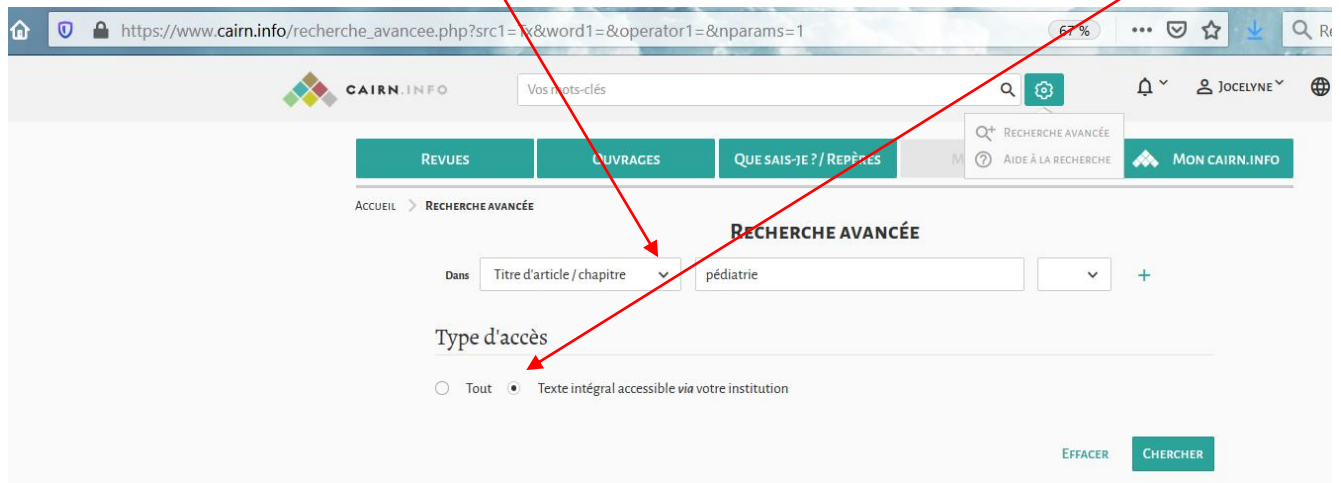 https://www.cairn.info/recherche_avancee.php?src1=Tx&word1=&operator1=&nparams=1 67 % Re
CAIRN.INFO Vos mots-clés JOCELYNE
RECHERCHE AVANCÉE
REVUES OUVRAGES QUE SAIS-JE ? / REPÈRES M AIDE À LA RECHERCHE MON CAIRN.INFO
ACCUEIL > RECHERCHE AVANCÉE
RECHERCHE AVANCÉE
Dans Titre d'article / chapitre pédiatrie +
Type d'accès
Tout Texte intégral accessible via votre institution
EFFACER CHERCHER